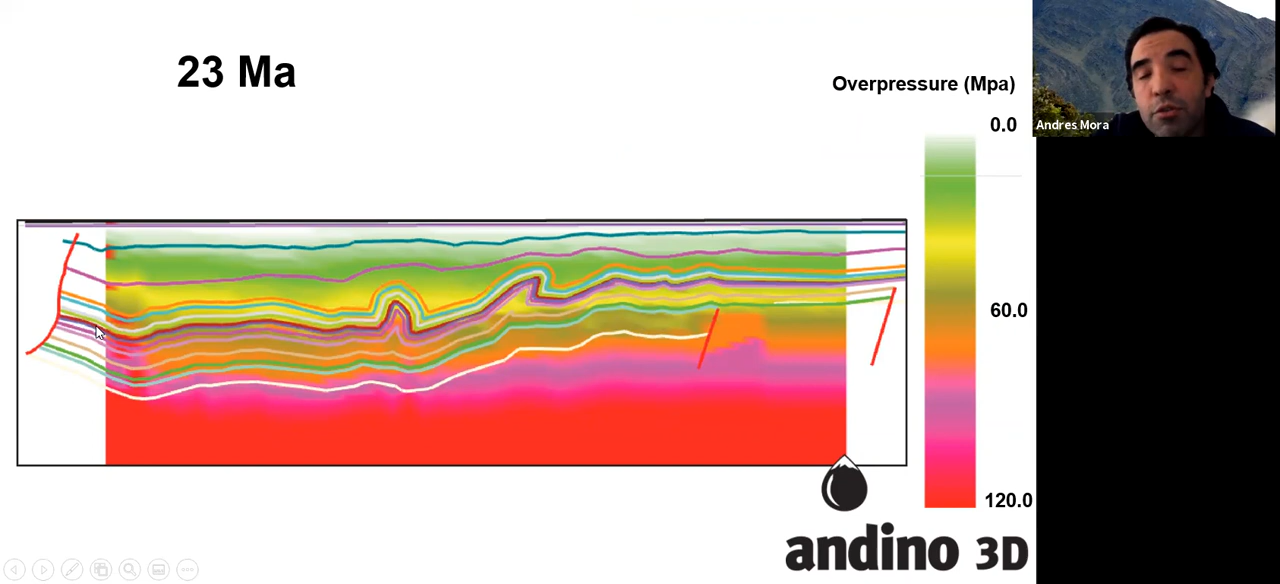 23 Ma
Overpressure (Mpa)
0.0
Andres Mora
60.0
120.0
andino 3D